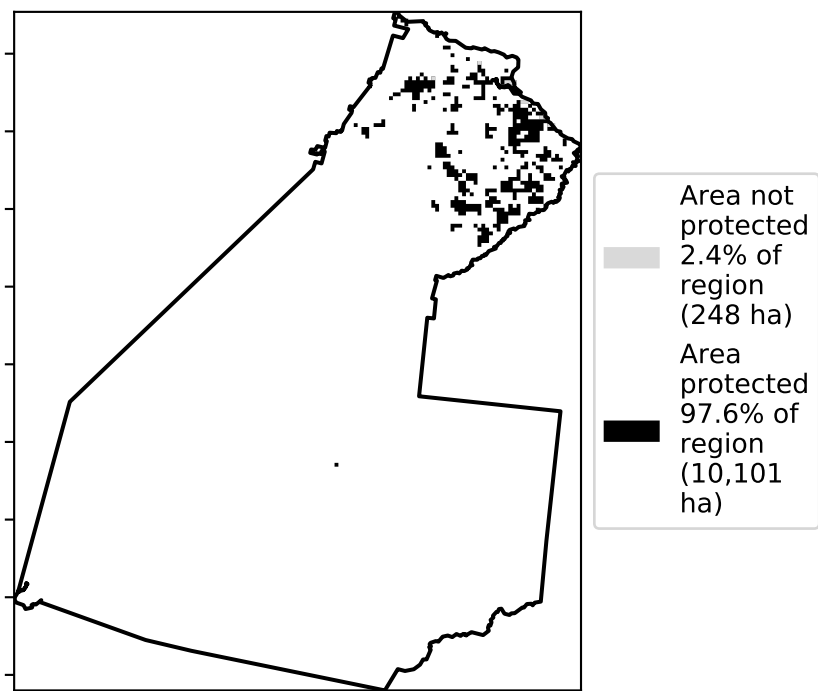 Area not
protected
2.4% of
region
(248 ha)
Area
protected
97.6% of
region
(10,101
ha)